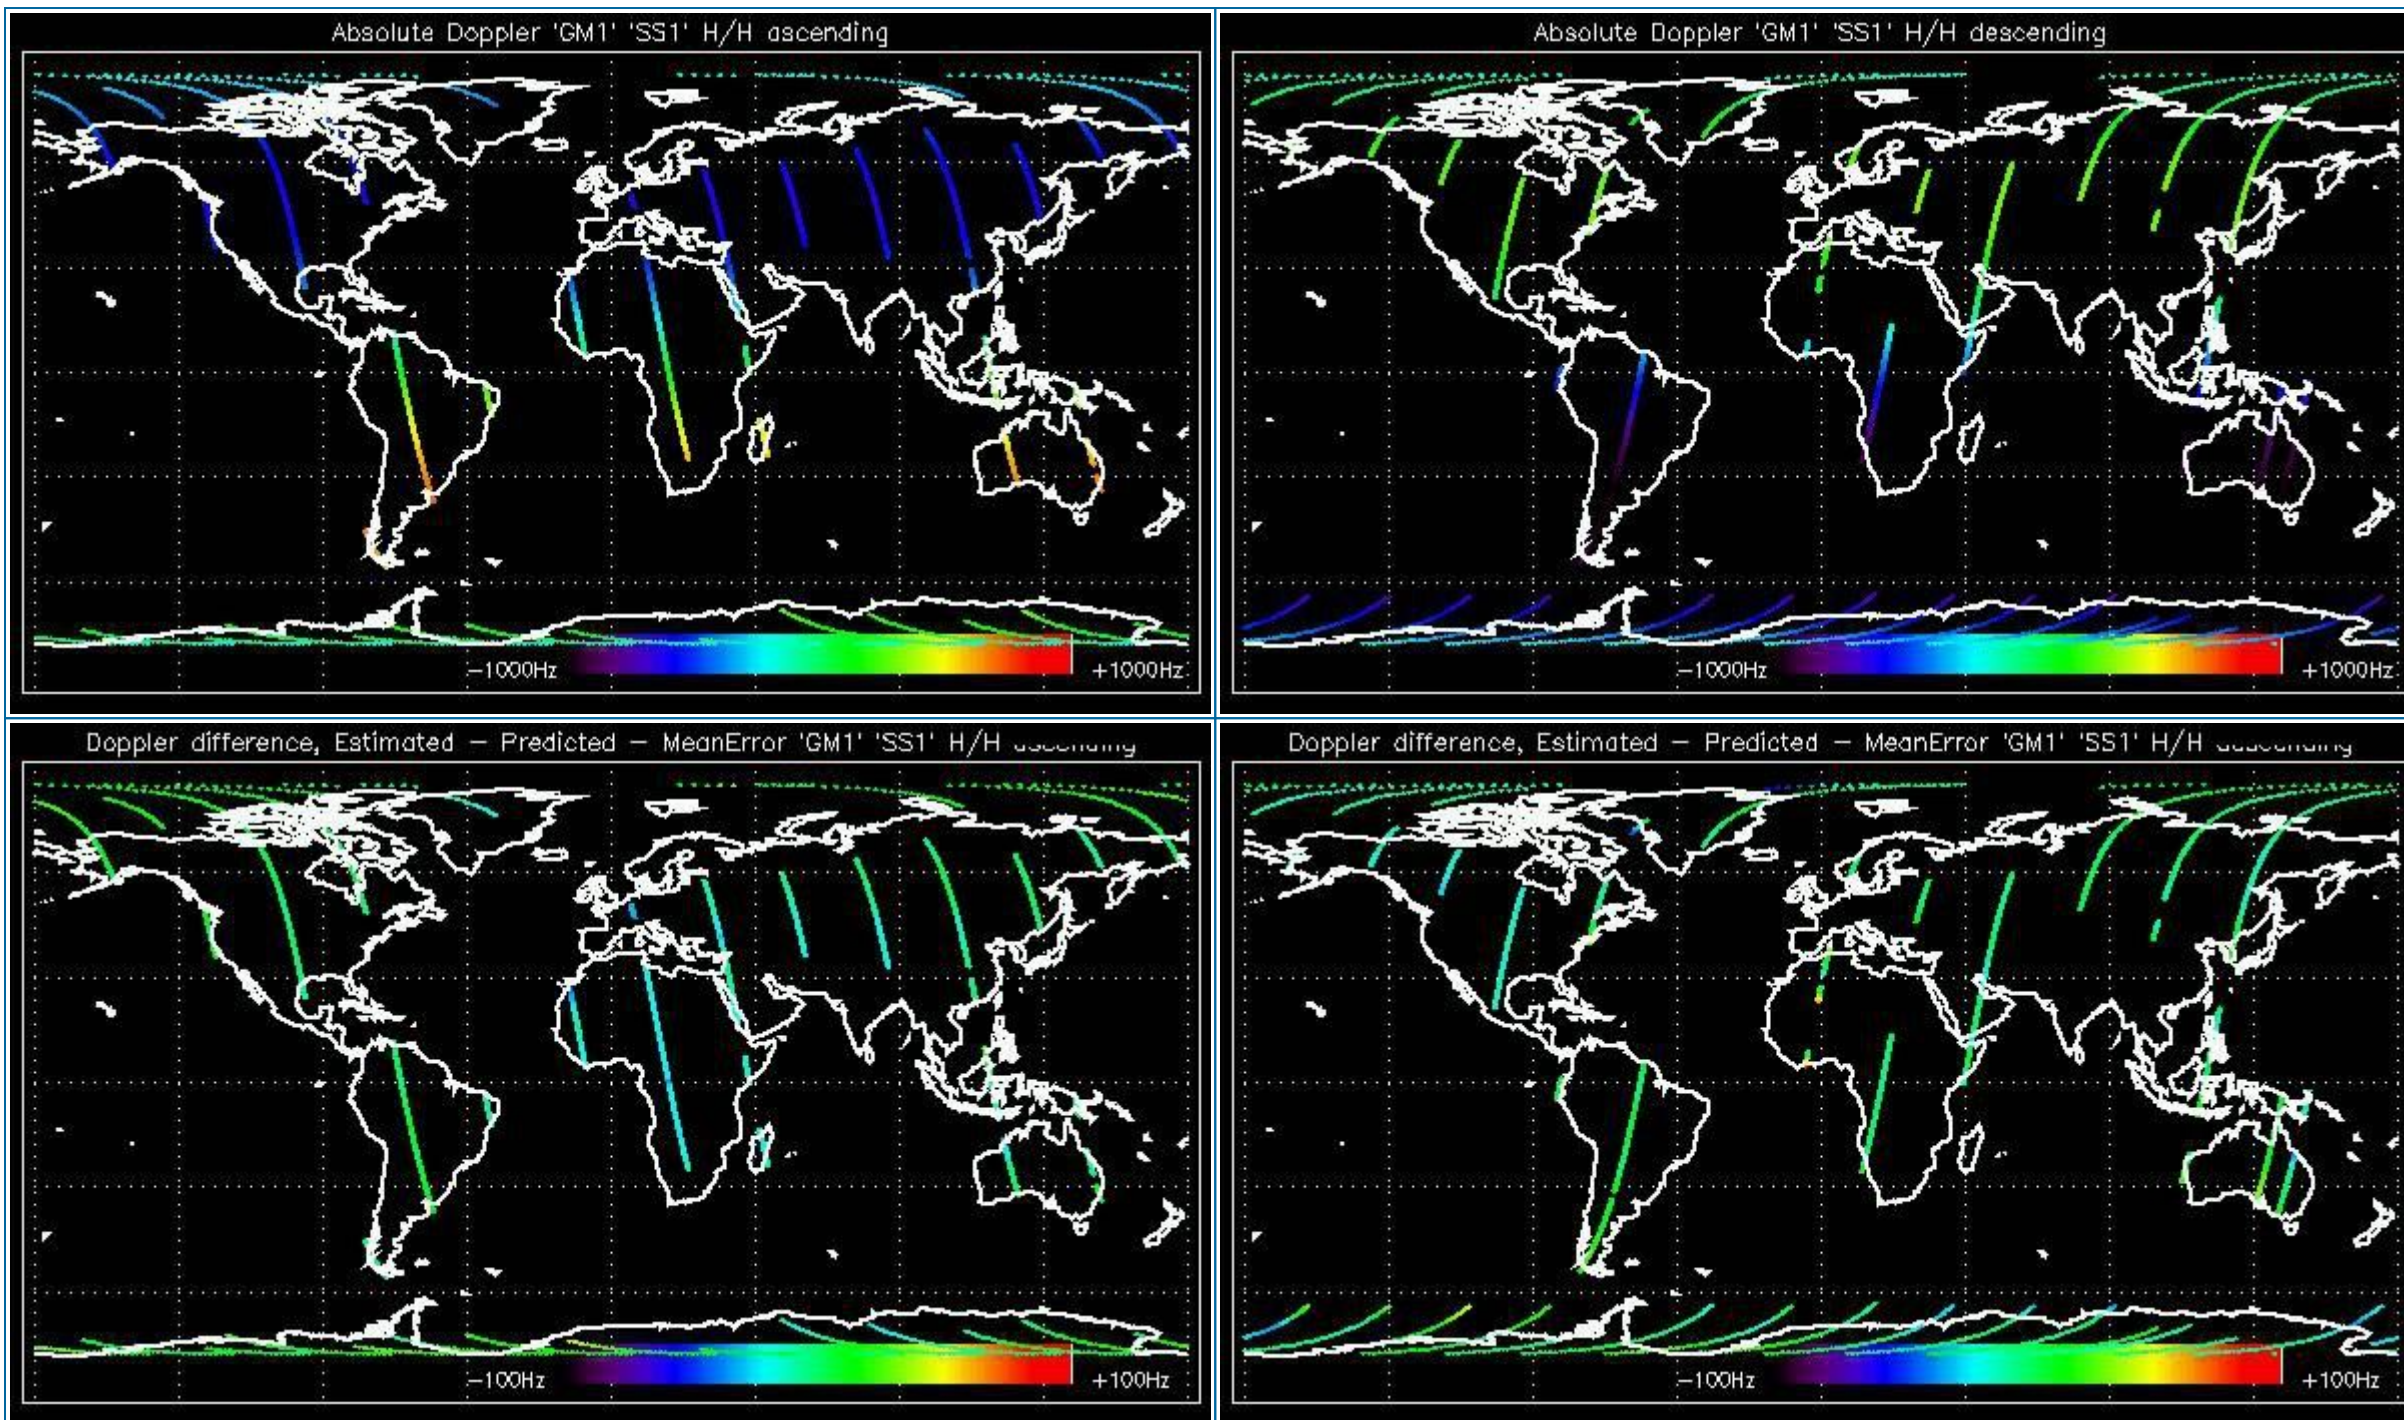 Absolute Doppler 'GM1' 'SS1' H/H ascending
−1000Hz
+1000Hz
Absolute Doppler 'GM1' 'SS1' H/H descending
−1000Hz
+1000Hz
Doppler difference, Estimated − Predicted − MeanError 'GM1' 'SS1' H/H
−100Hz
+100Hz
Doppler difference, Estimated − Predicted − MeanError 'GM1' 'SS1' H/H
−100Hz
+100Hz